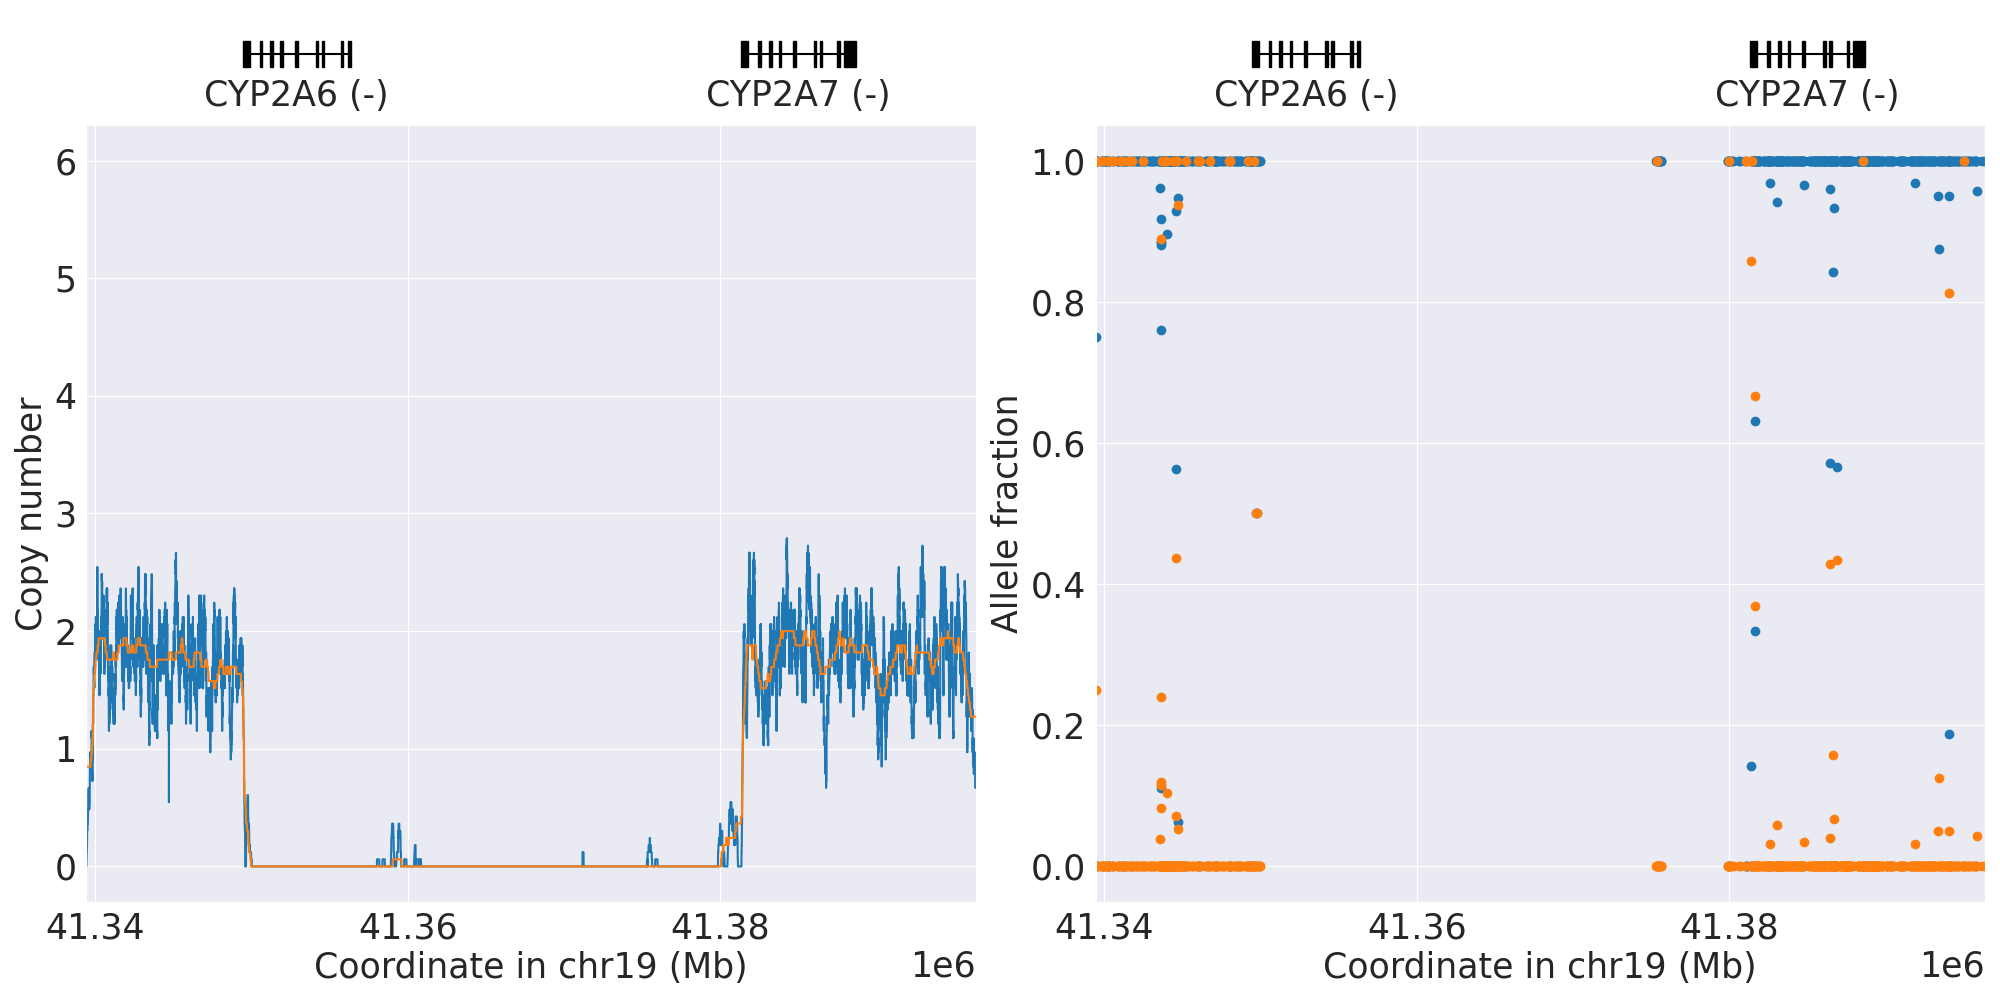 CYP2A6 (-) CYP2A7 (-)
6
5
4
3
2
1
0
Copy number
41.34 41.36 41.38
Coordinate in chr19 (Mb) 1e6
CYP2A6 (-) CYP2A7 (-)
1.0
0.8
0.6
0.4
0.2
0.0
Allele fraction
41.34 41.36 41.38
Coordinate in chr19 (Mb) 1e6